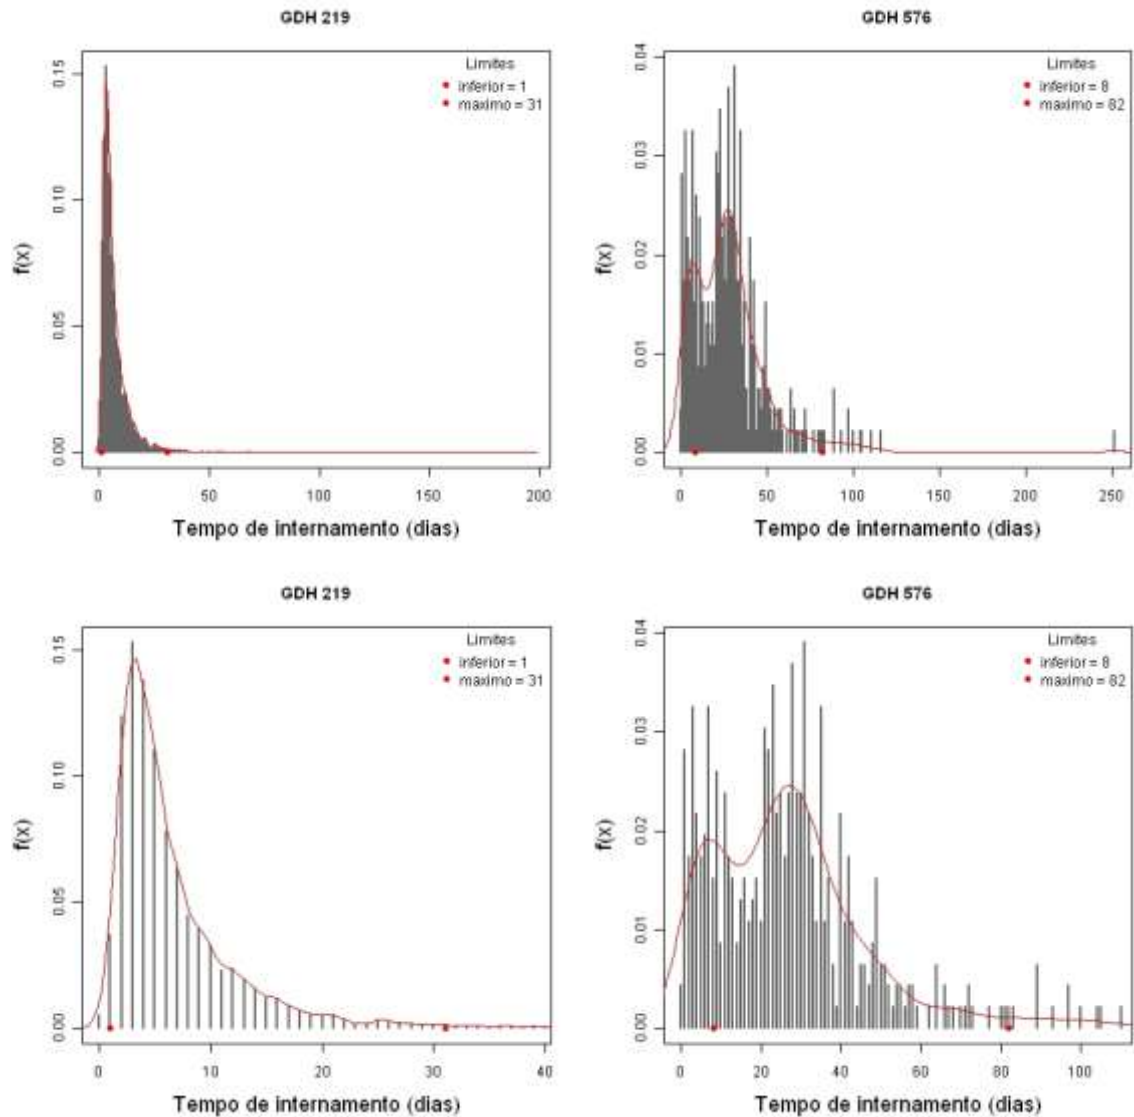 GDH 219
Limites
inferior = 1
maximo = 31
f(x)
0.00
0.05
0.10
0.15
0
50
100
150
200
Tempo de internamento (dias)
GDH 576
Limites
inferior = 8
maximo = 82
f(x)
0.00
0.01
0.02
0.03
0.04
0
50
100
150
200
250
Tempo de internamento (dias)
GDH 219
Limites
inferior = 1
maximo = 31
f(x)
0.00
0.05
0.10
0.15
0
10
20
30
40
Tempo de internamento (dias)
GDH 576
Limites
inferior = 8
maximo = 82
f(x)
0.00
0.01
0.02
0.03
0.04
0
20
40
60
80
100
Tempo de internamento (dias)